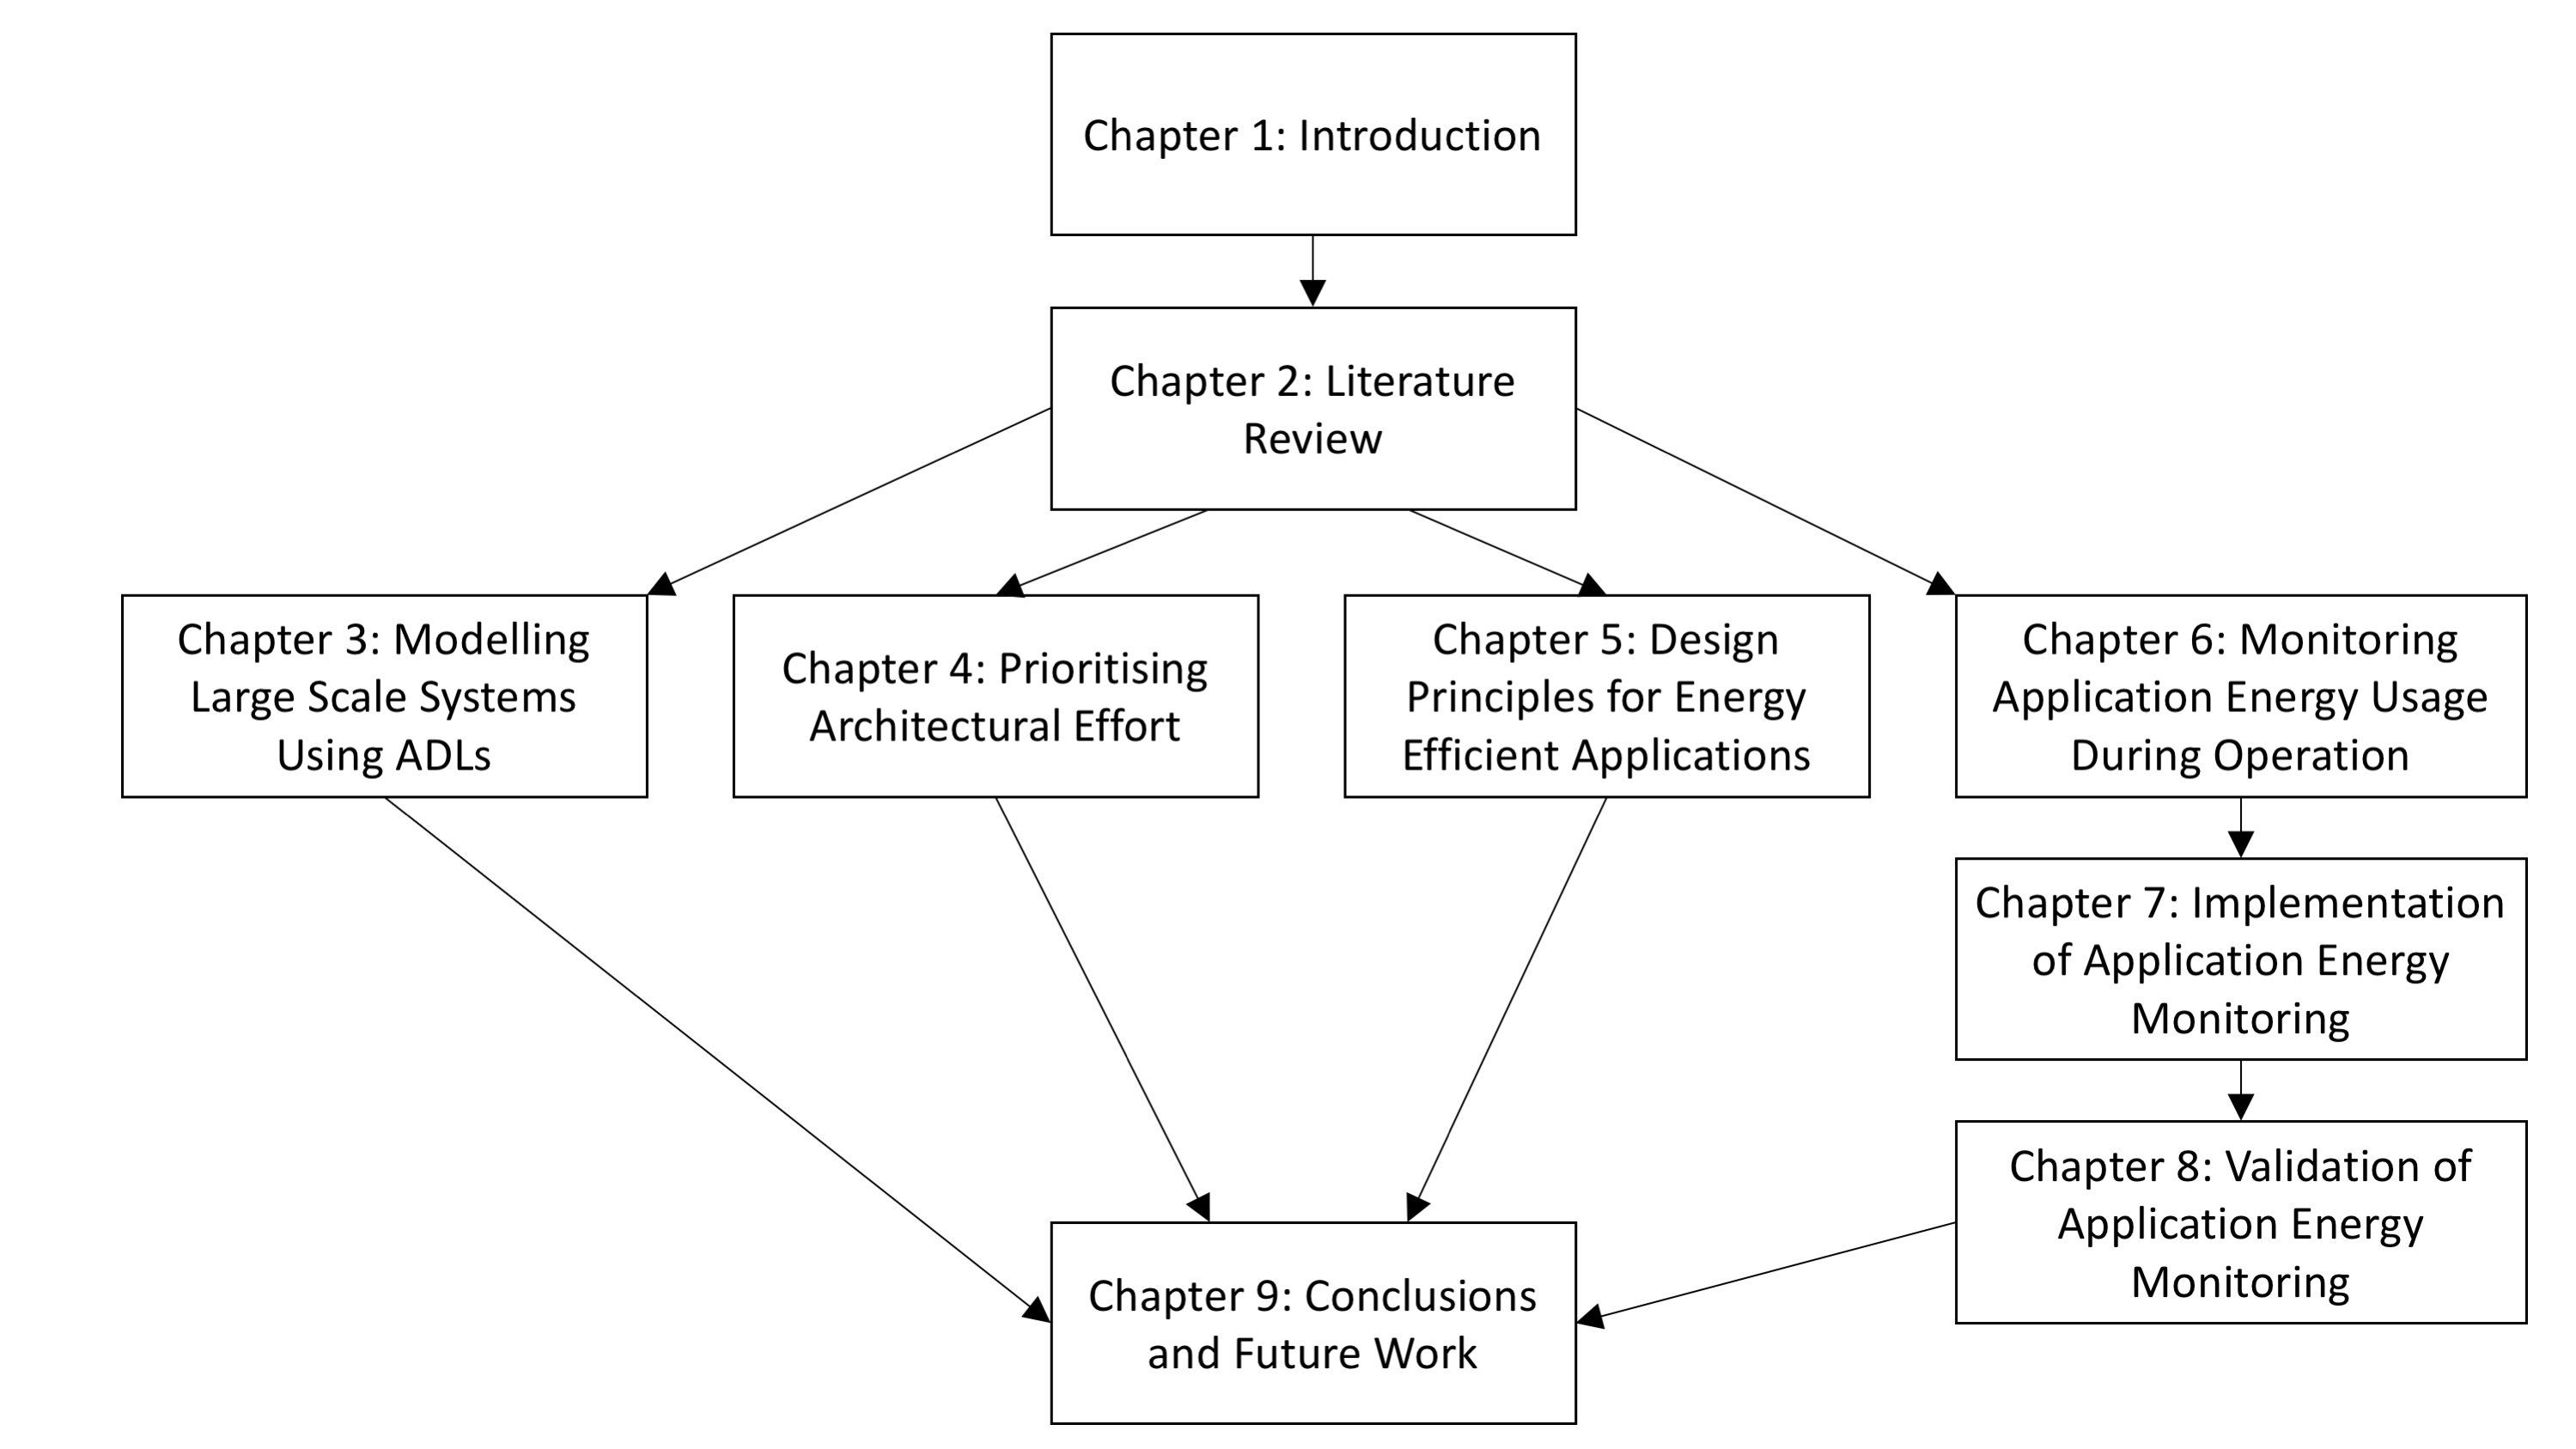 Chapter 1: Introduction
Chapter 2: Literature
Review
Chapter 3: Modelling
Large Scale Systems
Using ADLs
Chapter 4: Prioritising
Architectural Effort
Chapter 5: Design
Principles for Energy
Efficient Applications
Chapter 6: Monitoring
Application Energy Usage
During Operation
Chapter 7: Implementation
of Application Energy
Monitoring
Chapter 8: Validation of
Application Energy
Monitoring
Chapter 9: Conclusions
and Future Work